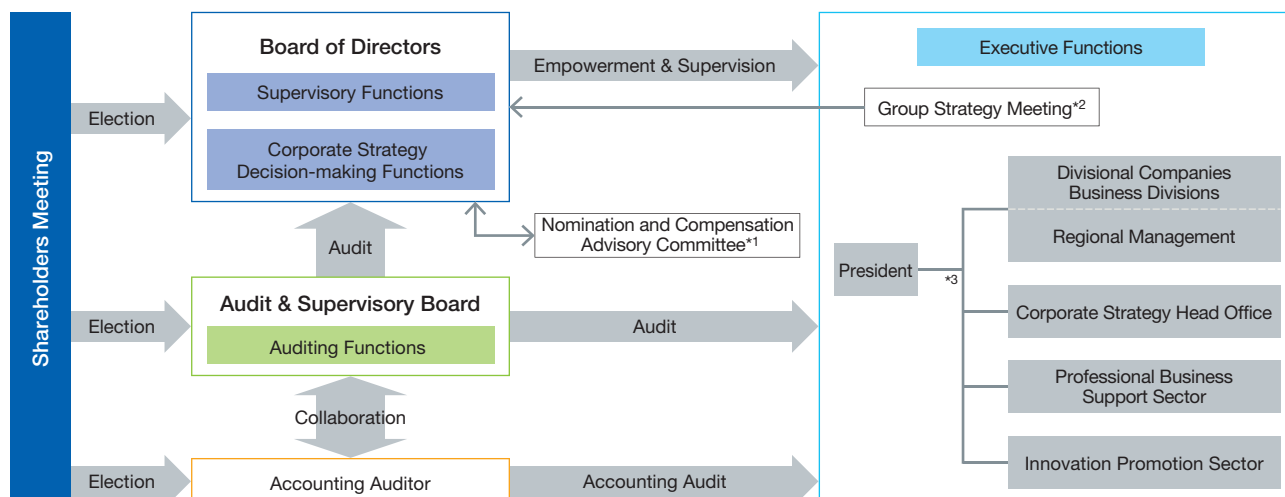 Shareholders Meeting
Election
Board of Directors
Supervisory Functions
Corporate Strategy
Decision-making Functions
Empowerment & Supervision
Executive Functions
Group Strategy Meeting*2
Nomination and Compensation
Advisory Committee*1
Audit
Election
Audit & Supervisory Board
Auditing Functions
Audit
Collaboration
Election
Accounting Auditor
Accounting Audit
President
*3
Divisional Companies
Business Divisions
Regional Management
Corporate Strategy Head Office
Professional Business
Support Sector
Innovation Promotion Sector